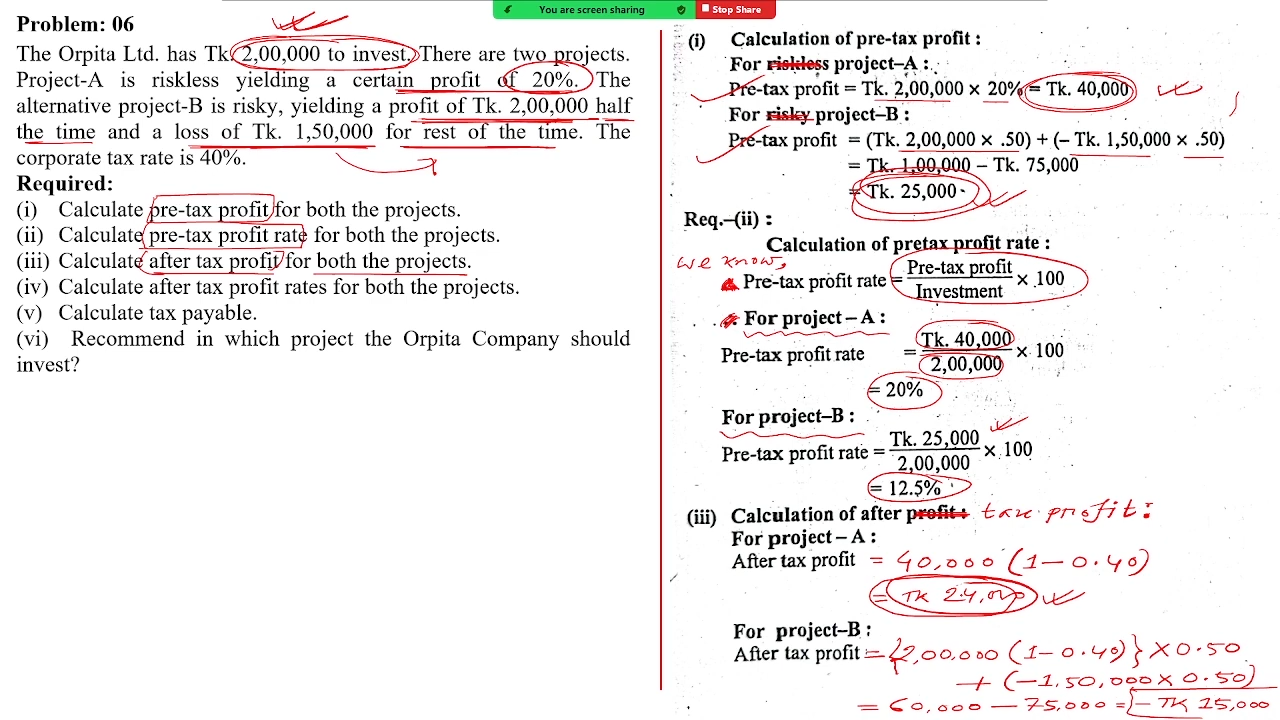 You are screen sharing
Stop Share
Problem: 06
The Orpita Ltd. has Tk. 2,00,000 to invest. There are two projects.
Project-A is riskless yielding a certain profit of 20%. The
alternative project-B is risky, yielding a profit of Tk. 2,00,000 half
the time and a loss of Tk. 1,50,000 for rest of the time. The
corporate tax rate is 40%.
Required:
(i) Calculate pre-tax profit for both the projects.
(ii) Calculate pre-tax profit rate for both the projects.
(iii) Calculate after tax profit for both the projects.
(iv) Calculate after tax profit rates for both the projects.
(v) Calculate tax payable.
(vi) Recommend in which project the Orpita Company should
invest?
(i) Calculation of pre-tax profit :
For riskless project–A :
Pre-tax profit = Tk. 2,00,000 × 20% = Tk. 40,000
For risky project–B :
Pre-tax profit = (Tk. 2,00,000 × .50) + (– Tk. 1,50,000 × .50)
= Tk. 1,00,000 – Tk. 75,000
= Tk. 25,000
Req.–(ii) :
Calculation of pretax profit rate :
we know,
Pre-tax profit rate = Pre-tax profit / Investment × 100
For project – A :
Pre-tax profit rate = Tk. 40,000 / 2,00,000 × 100
= 20%
For project–B :
Pre-tax profit rate = Tk. 25,000 / 2,00,000 × 100
= 12.5%
(iii) Calculation of after profit : tax profit :
For project – A :
After tax profit = 40,000 (1 – 0.40)
= Tk 24,000
For project–B :
After tax profit = {2,00,000 (1 – 0.40)} × 0.50
+ (–1,50,000 × 0.50)
= 60,000 – 75,000 = – Tk 15,000